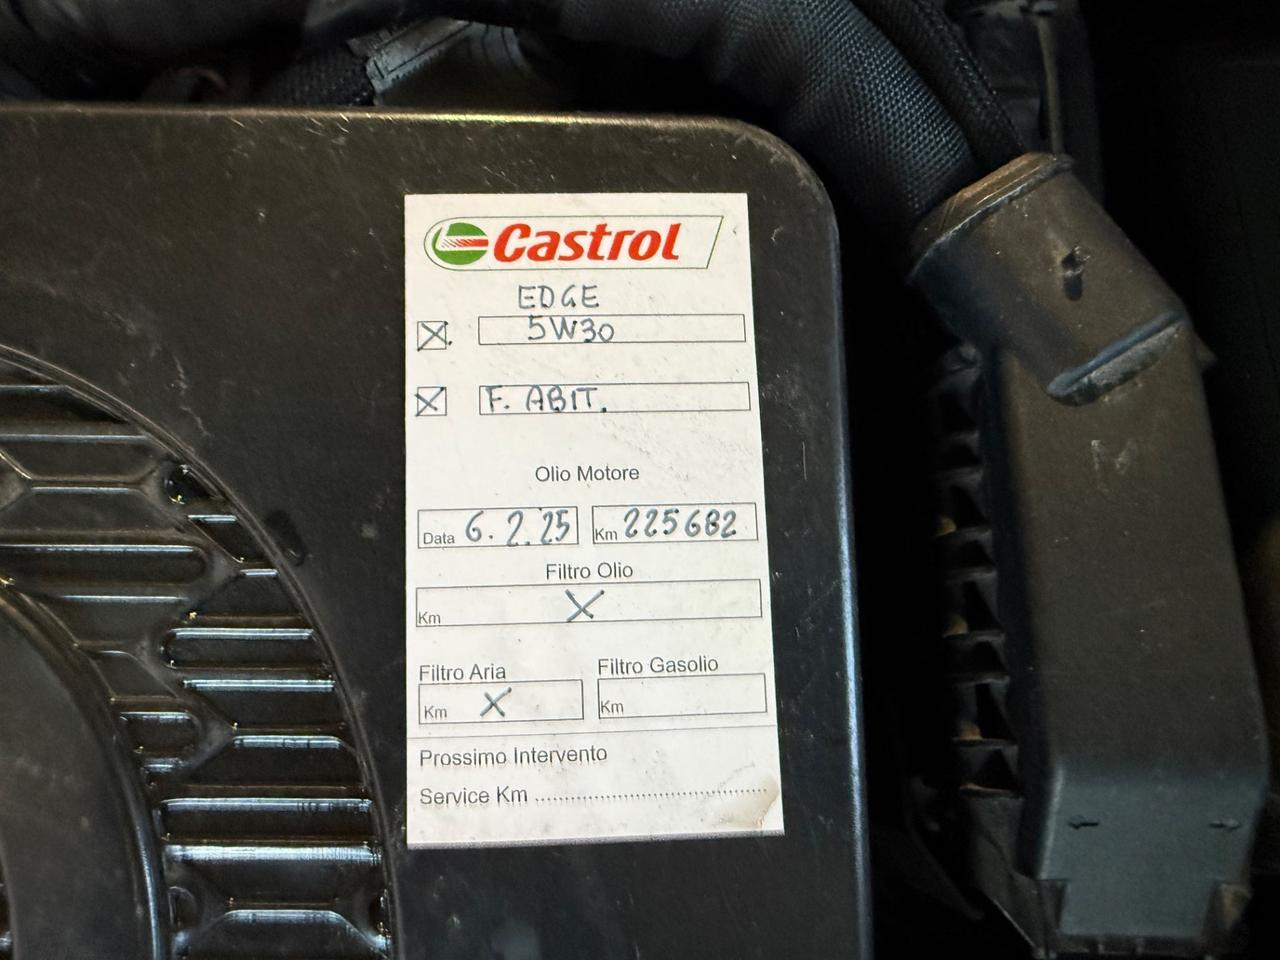 Castrol
EDGE
5W30
F. ABIT.
Olio Motore
Data 6.2.25 Km 225682
Filtro Olio
Km X
Filtro Aria Filtro Gasolio
Km X Km
Prossimo Intervento
Service Km ..........................................